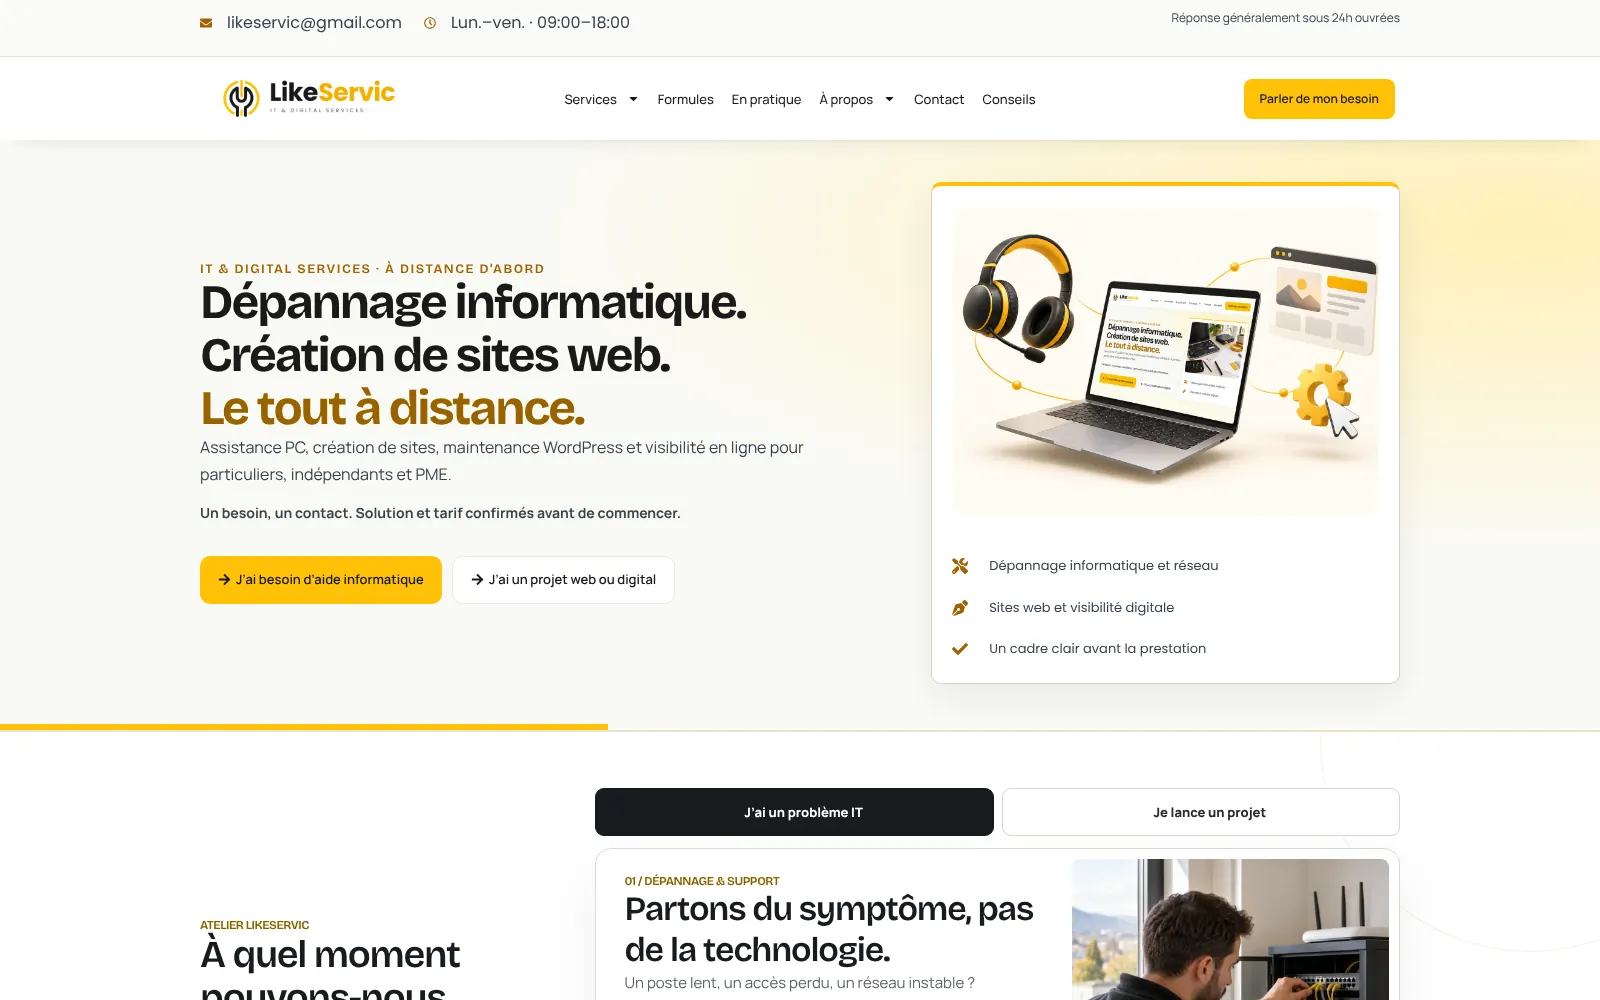 likeservic@gmail.com
Lun.–ven. · 09:00–18:00
Réponse généralement sous 24h ouvrées
LikeServic
IT & DIGITAL SERVICES
Services
Formules
En pratique
À propos
Contact
Conseils
Parler de mon besoin
IT & DIGITAL SERVICES · À DISTANCE D'ABORD
Dépannage informatique.
Création de sites web.
Le tout à distance.
Assistance PC, création de sites, maintenance WordPress et visibilité en ligne pour
particuliers, indépendants et PME.
Un besoin, un contact. Solution et tarif confirmés avant de commencer.
J'ai besoin d'aide informatique
J'ai un projet web ou digital
Dépannage informatique.
Création de sites web.
Le tout à distance.
Dépannage informatique et réseau
Sites web et visibilité digitale
Un cadre clair avant la prestation
J'ai un problème IT
Je lance un projet
ATELIER LIKESERVIC
À quel moment
pouvons-nous
01 / DÉPANNAGE & SUPPORT
Partons du symptôme, pas
de la technologie.
Un poste lent, un accès perdu, un réseau instable ?